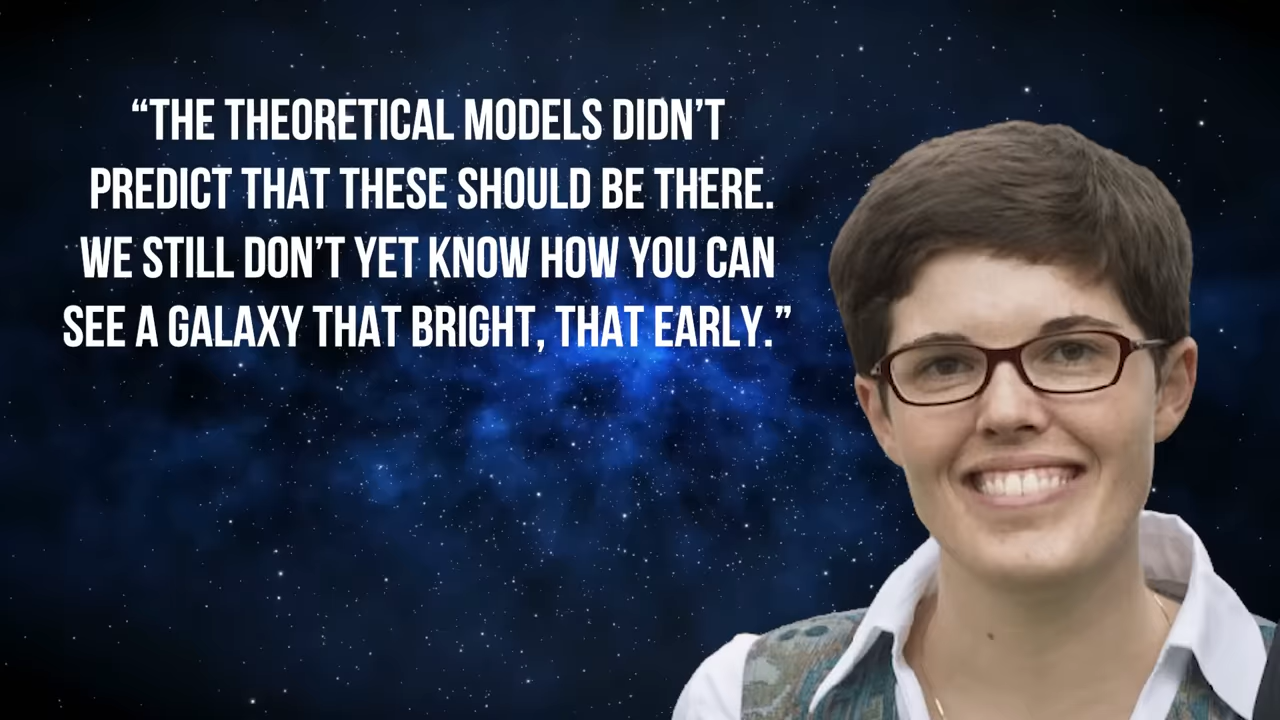 “THE THEORETICAL MODELS DIDN’T
PREDICT THAT THESE SHOULD BE THERE.
WE STILL DON’T YET KNOW HOW YOU CAN
SEE A GALAXY THAT BRIGHT, THAT EARLY.”